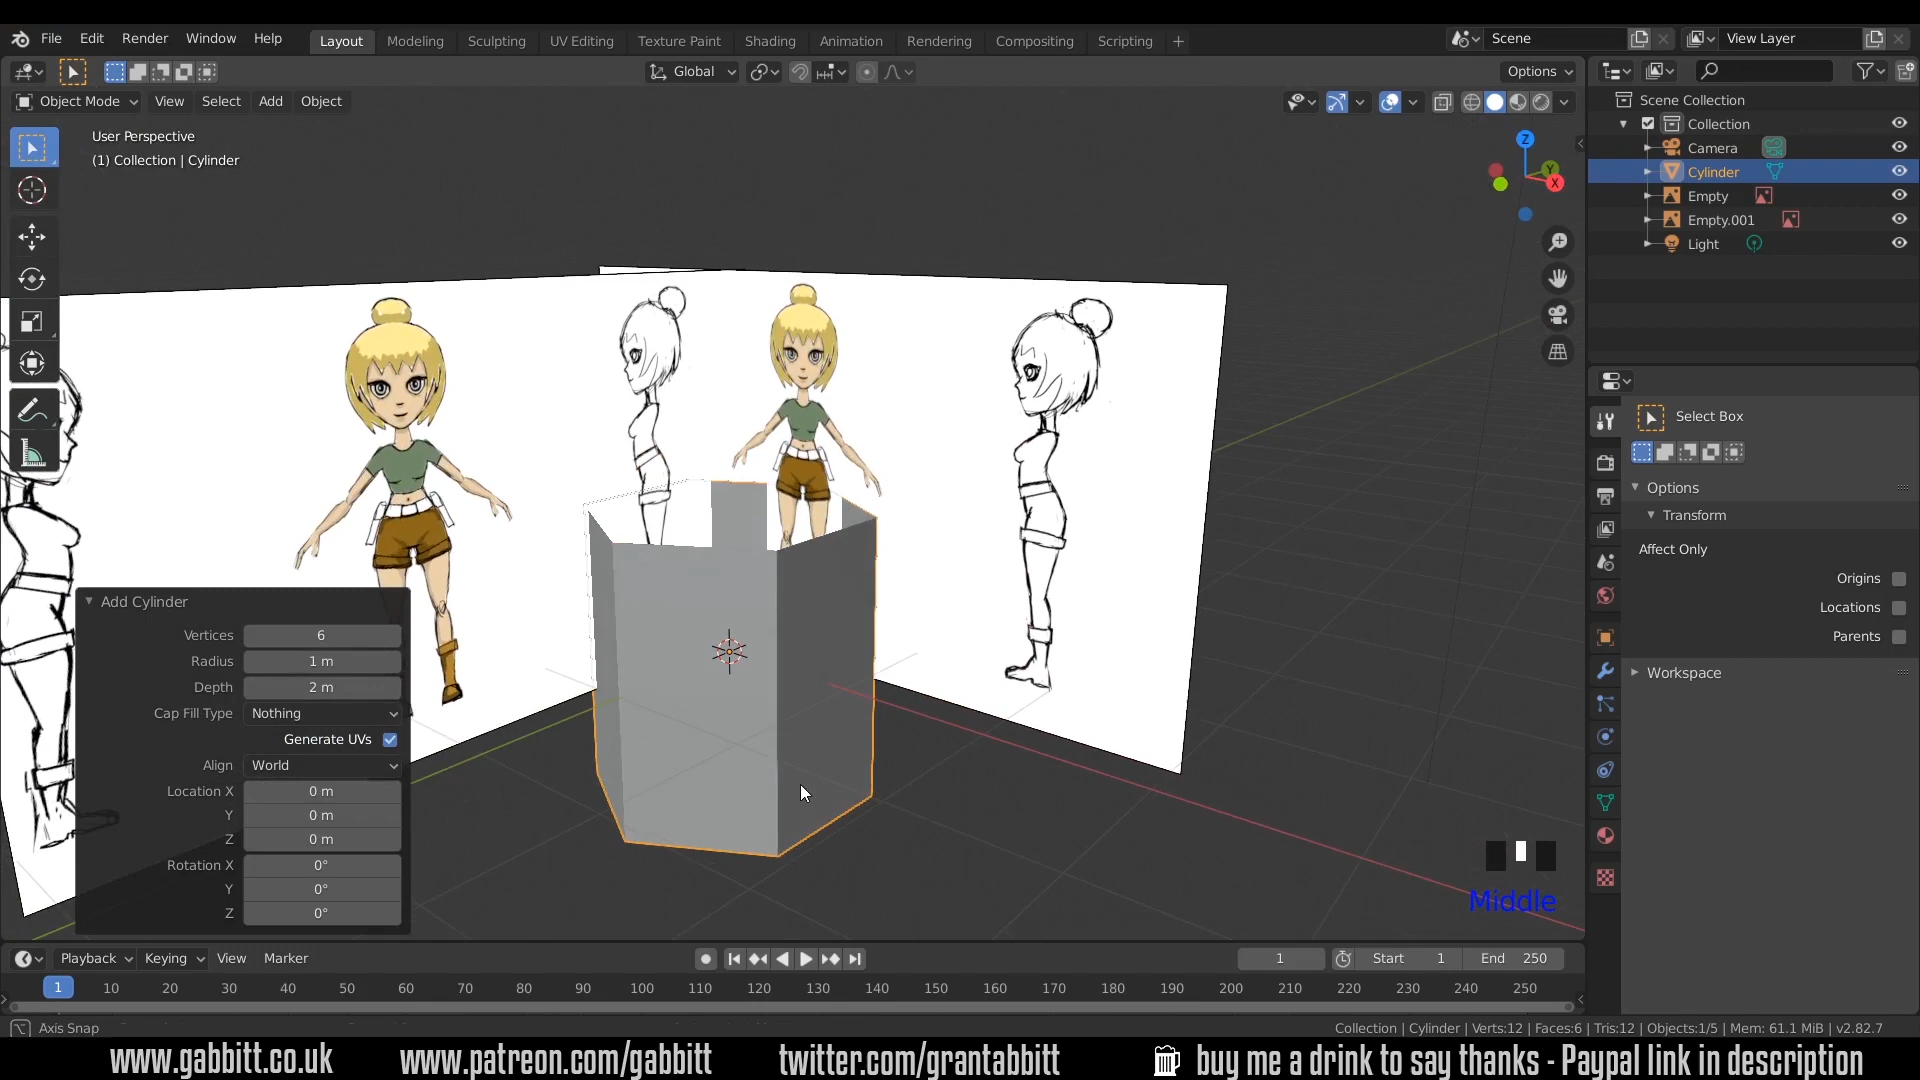 File Edit Render Window Help Layout Modeling Sculpting UV Editing Texture Paint Shading Animation Rendering Compositing Scripting + Scene View Layer
Global Options
Object Mode View Select Add Object
User Perspective
(1) Collection | Cylinder
Z
Y
X
Scene Collection
Collection
Camera
Cylinder
Empty
Empty.001
Light
Select Box
Options
Transform
Affect Only
Origins
Locations
Parents
Workspace
Add Cylinder
Vertices 6
Radius 1 m
Depth 2 m
Cap Fill Type Nothing
Generate UVs
Align World
Location X 0 m
Y 0 m
Z 0 m
Rotation X 0°
Y 0°
Z 0°
Middle
Playback Keying View Marker 1 Start 1 End 250
1 10 20 30 40 50 60 70 80 90 100 110 120 130 140 150 160 170 180 190 200 210 220 230 240 250
Axis Snap Collection | Cylinder | Verts:12 | Faces:6 | Tris:12 | Objects:1/5 | Mem: 61.1 MiB | v2.82.7
www.gabbitt.co.uk www.patreon.com/gabbitt twitter.com/grantabbitt buy me a drink to say thanks - Paypal link in description